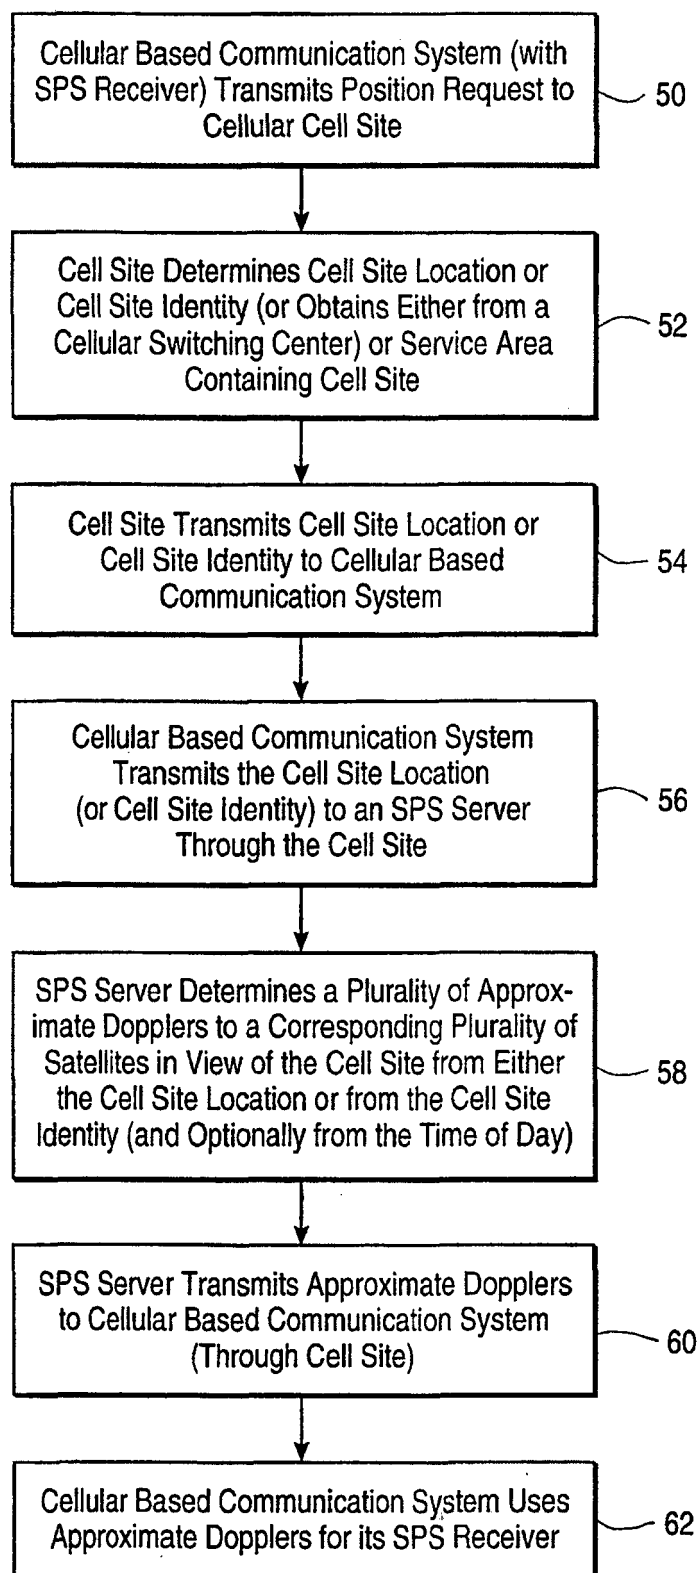 Cellular Based Communication System (with
SPS Receiver) Transmits Position Request to
Cellular Cell Site
50
Cell Site Determines Cell Site Location or
Cell Site Identity (or Obtains Either from a
Cellular Switching Center) or Service Area
Containing Cell Site
52
Cell Site Transmits Cell Site Location or
Cell Site Identity to Cellular Based
Communication System
54
Cellular Based Communication System
Transmits the Cell Site Location
(or Cell Site Identity) to an SPS Server
Through the Cell Site
56
SPS Server Determines a Plurality of Approx-
imate Dopplers to a Corresponding Plurality of
Satellites in View of the Cell Site from Either
the Cell Site Location or from the Cell Site
Identity (and Optionally from the Time of Day)
58
SPS Server Transmits Approximate Dopplers
to Cellular Based Communication System
(Through Cell Site)
60
Cellular Based Communication System Uses
Approximate Dopplers for its SPS Receiver
62